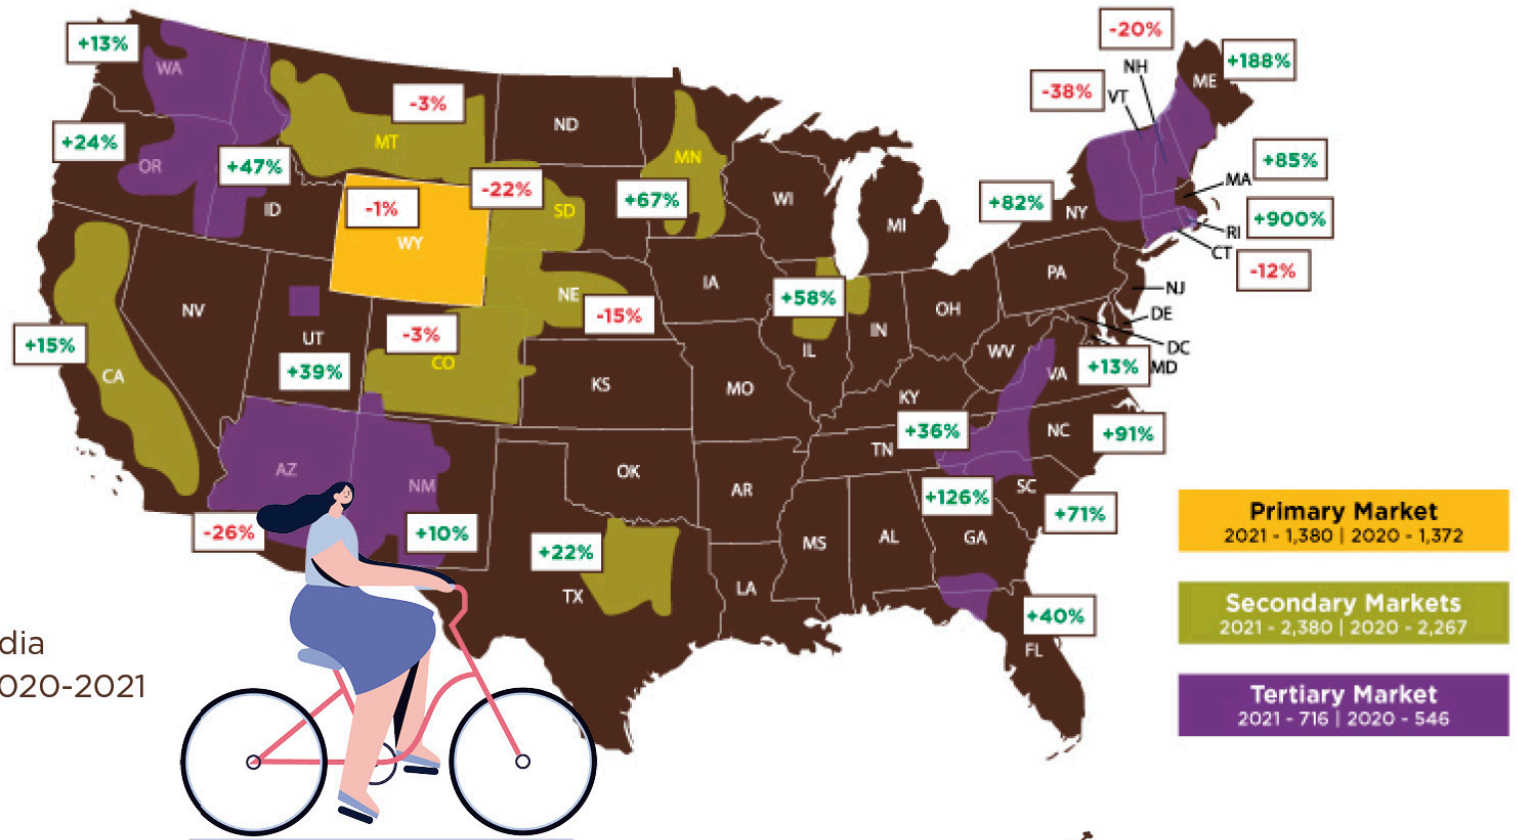 -20%
+13%
NH
+188%
WA
ME
-38%
VT
-3%
ND
+24%
MT
MN
+85%
OR
+47%
MA
-22%
+67%
WI
+82%
NY
ID
-1%
SD
+900%
MI
RI
WY
CT
-12%
PA
IA
NJ
NE
+58%
NV
OH
DE
-15%
IN
UT
-3%
+15%
IL
WV
DC
CO
+39%
VA
+13%
MD
CA
KS
MO
KY
+36%
NC
+91%
TN
AZ
OK
NM
AR
SC
+126%
+71%
Primary Market
2021 - 1,380 | 2020 - 1,372
-26%
+10%
+22%
MS
AL
GA
LA
TX
Secondary Markets
2021 - 2,380 | 2020 - 2,267
+40%
FL
dia
020-2021
Tertiary Market
2021 - 716 | 2020 - 546